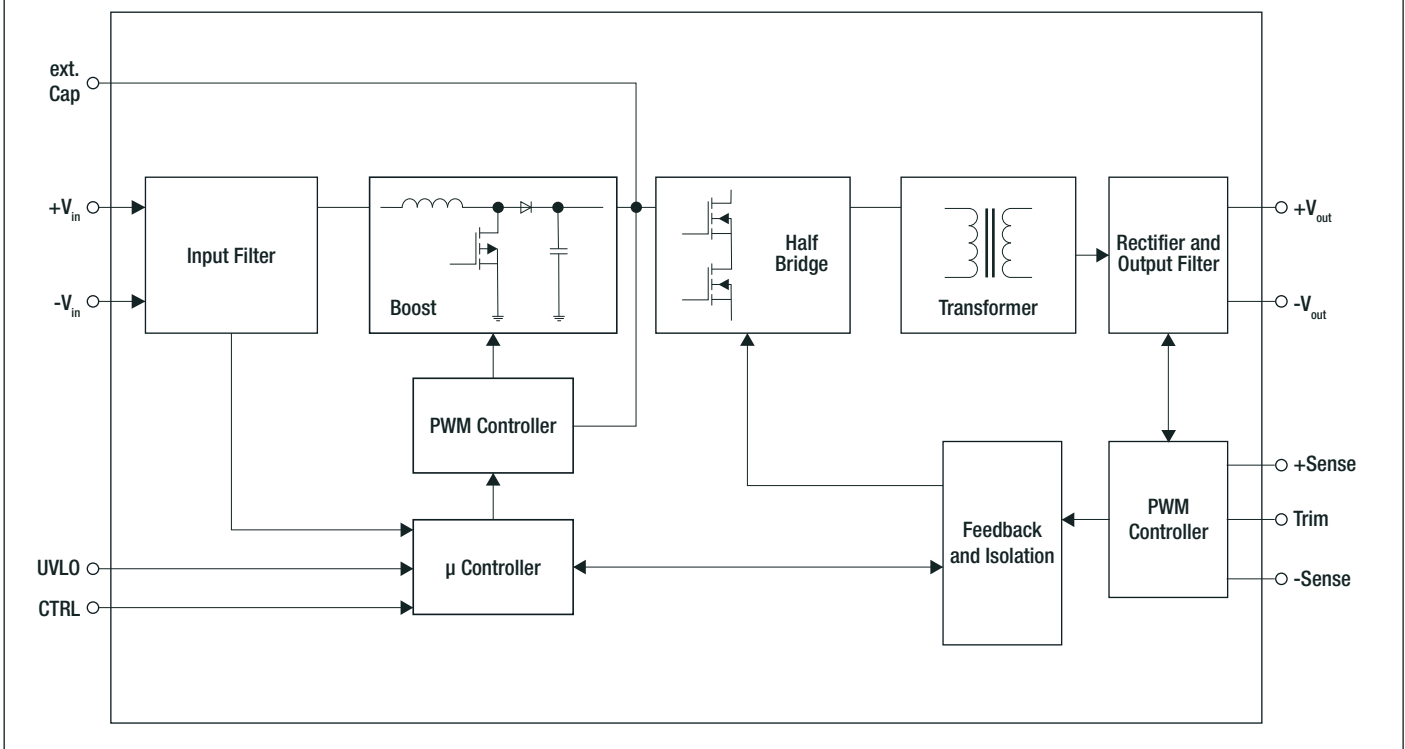 ext.
Cap
+Vin
-Vin
Input Filter
Boost
Half
Bridge
Transformer
Rectifier and
Output Filter
+Vout
-Vout
PWM Controller
µ Controller
UVLO
CTRL
Feedback
and Isolation
PWM
Controller
+Sense
Trim
-Sense